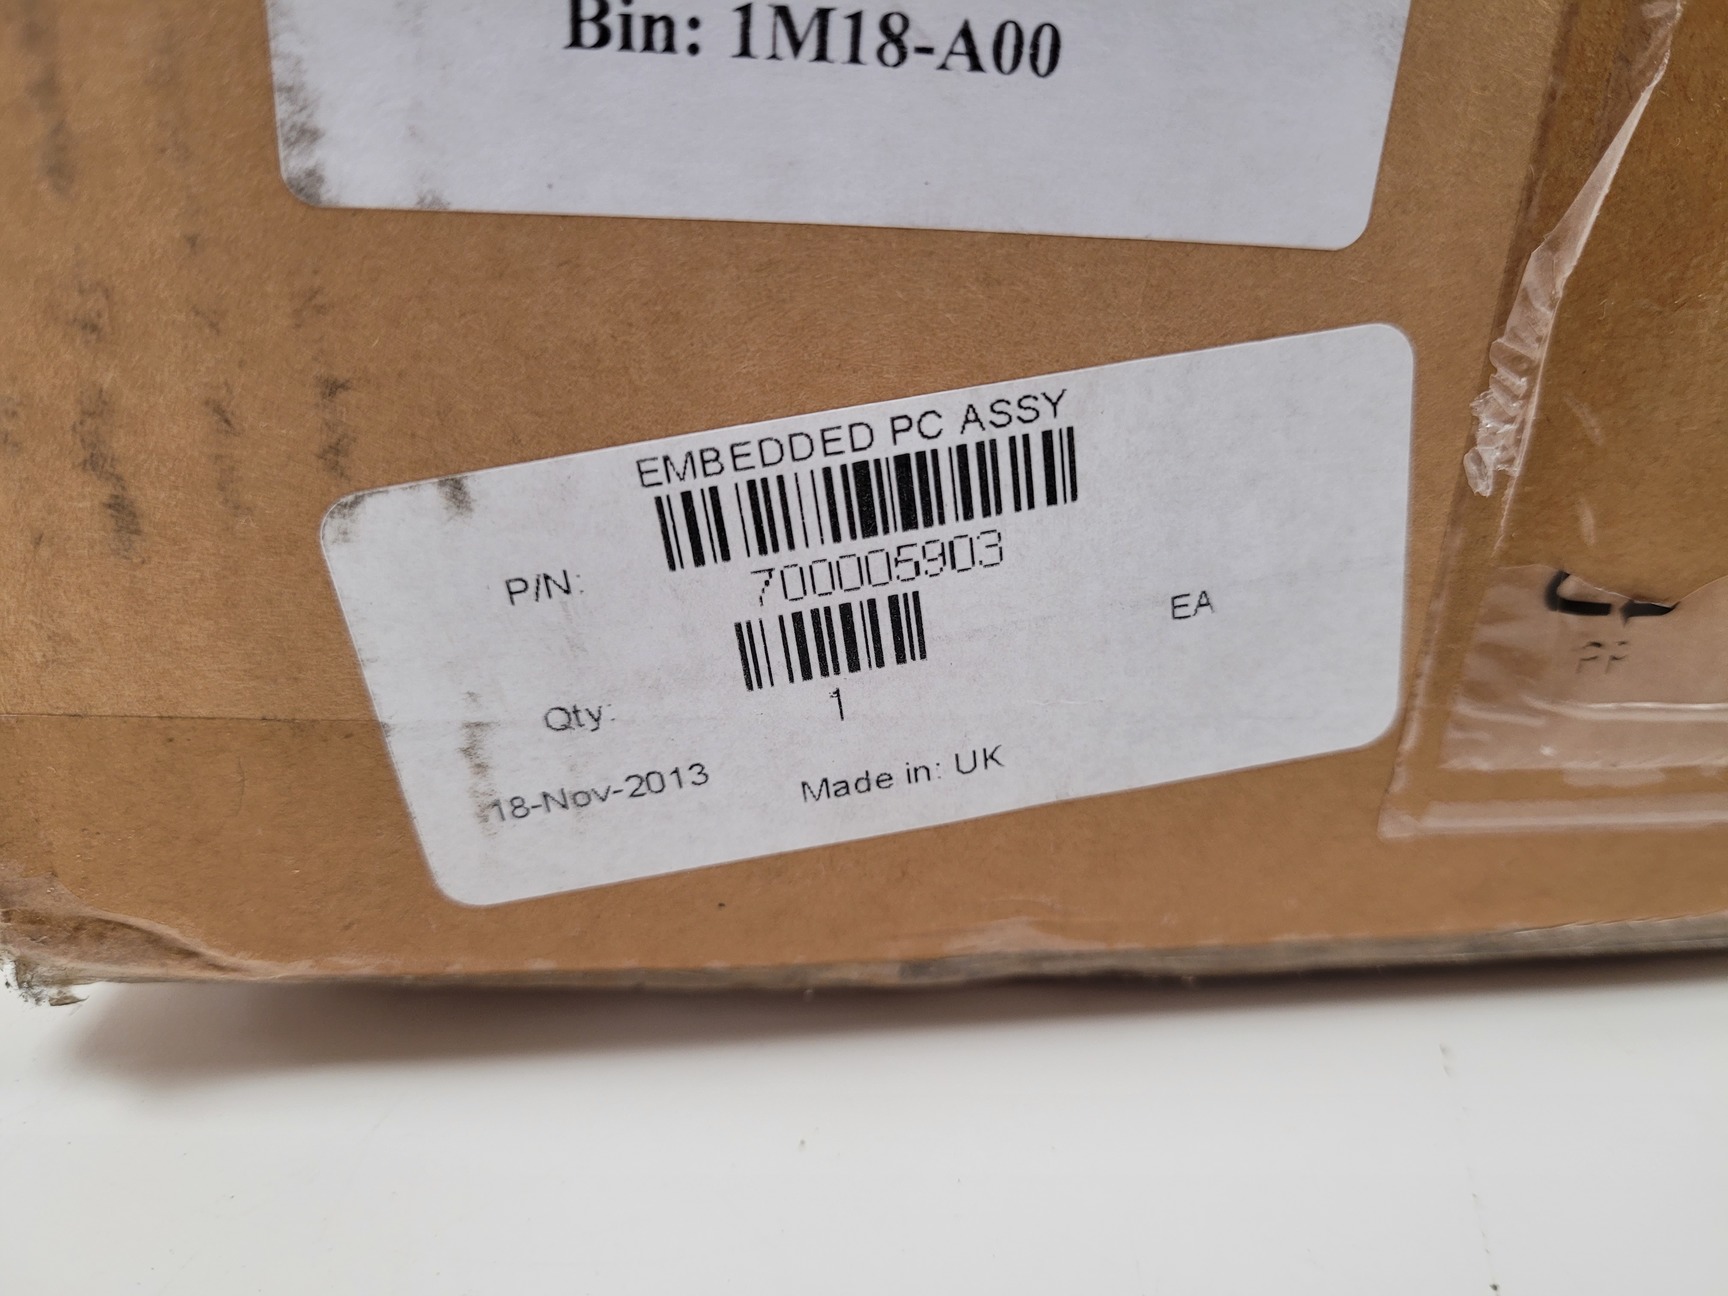 Bin: 1M18-A00
EMBEDDED PC ASSY
P/N:
700005903
EA
Qty:
1
18-Nov-2013
Made in: UK